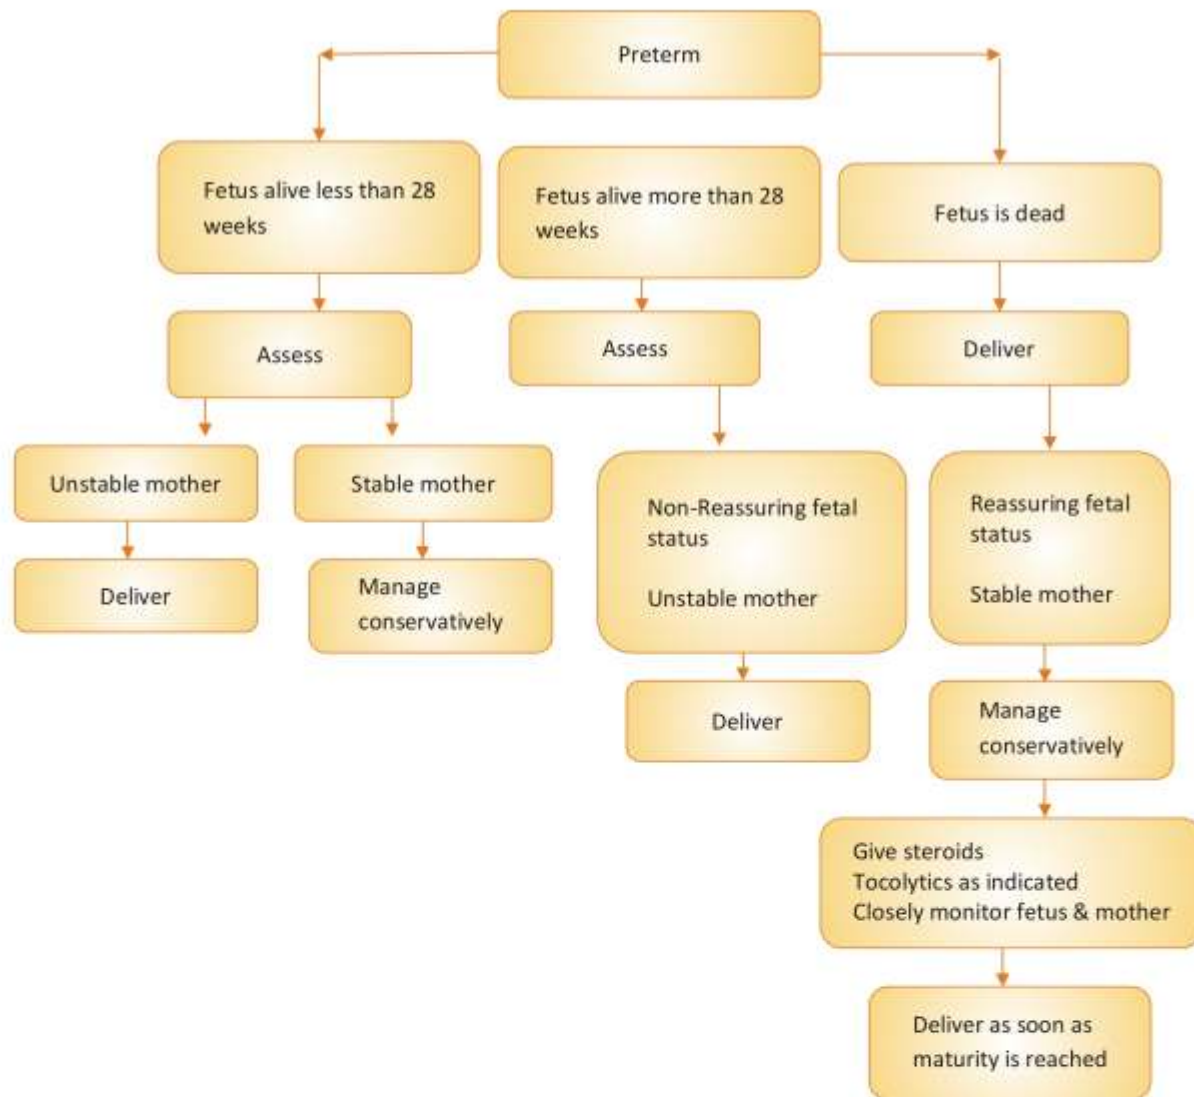 Preterm
Fetus alive less than 28
weeks
Fetus alive more than 28
weeks
Fetus is dead
Assess
Assess
Deliver
Unstable mother
Stable mother
Non-Reassuring fetal
status
Unstable mother
Reassuring fetal
status
Stable mother
Deliver
Manage
conservatively
Deliver
Manage
conservatively
Give steroids
Tocolytics as indicated
Closely monitor fetus & mother
Deliver as soon as
maturity is reached